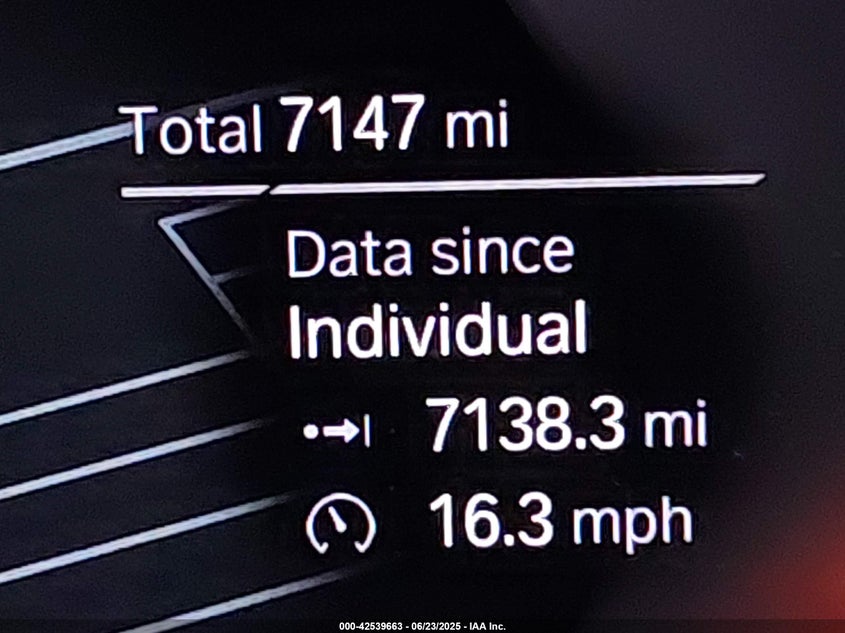 Total 7147 mi
Data since
Individual
7138.3 mi
16.3 mph
000-42539663 - 06/23/2025 - IAA Inc.